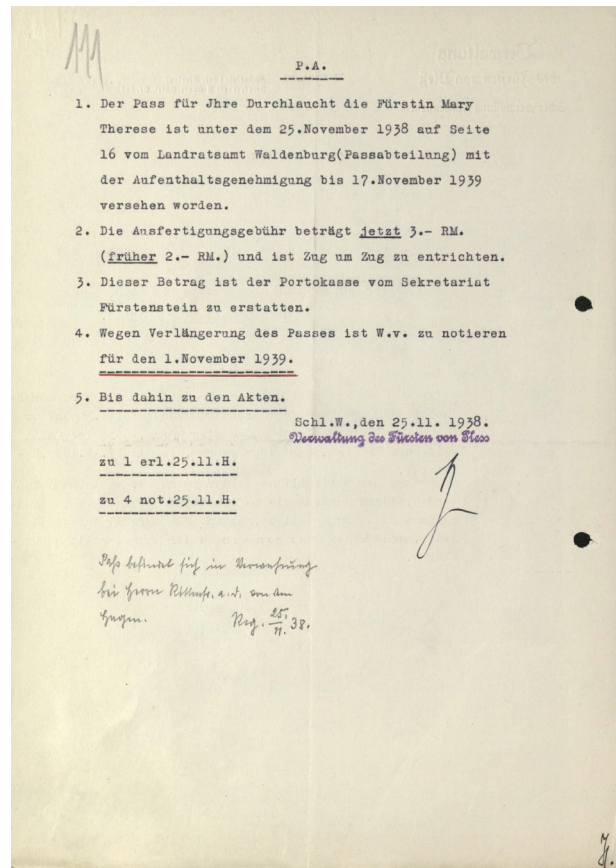 111
P.A.
1. Der Pass für Jhre Durchlaucht die Fürstin Mary
Therese ist unter dem 25.November 1938 auf Seite
16 vom Landratsamt Waldenburg(Passabteilung) mit
der Aufenthaltsgenehmigung bis 17.November 1939
versehen worden.
2. Die Ausfertigungsgebühr beträgt jetzt 3.- RM.
(früher 2.- RM.) und ist Zug um Zug zu entrichten.
3. Dieser Betrag ist der Portokasse vom Sekretariat
Fürstenstein zu erstatten.
4. Wegen Verlängerung des Passes ist W.v. zu notieren
für den 1.November 1939.
5. Bis dahin zu den Akten.
Schl.W.,den 25.11. 1938.
Verwaltung des Fürsten von Pless
zu 1 erl.25.11.H.
zu 4 not.25.11.H.
Paß befindet sich in Verwahrung
bei Herrn Rittmstr. a. d. von dem
Hagen. Reg. 25. 11. 38.